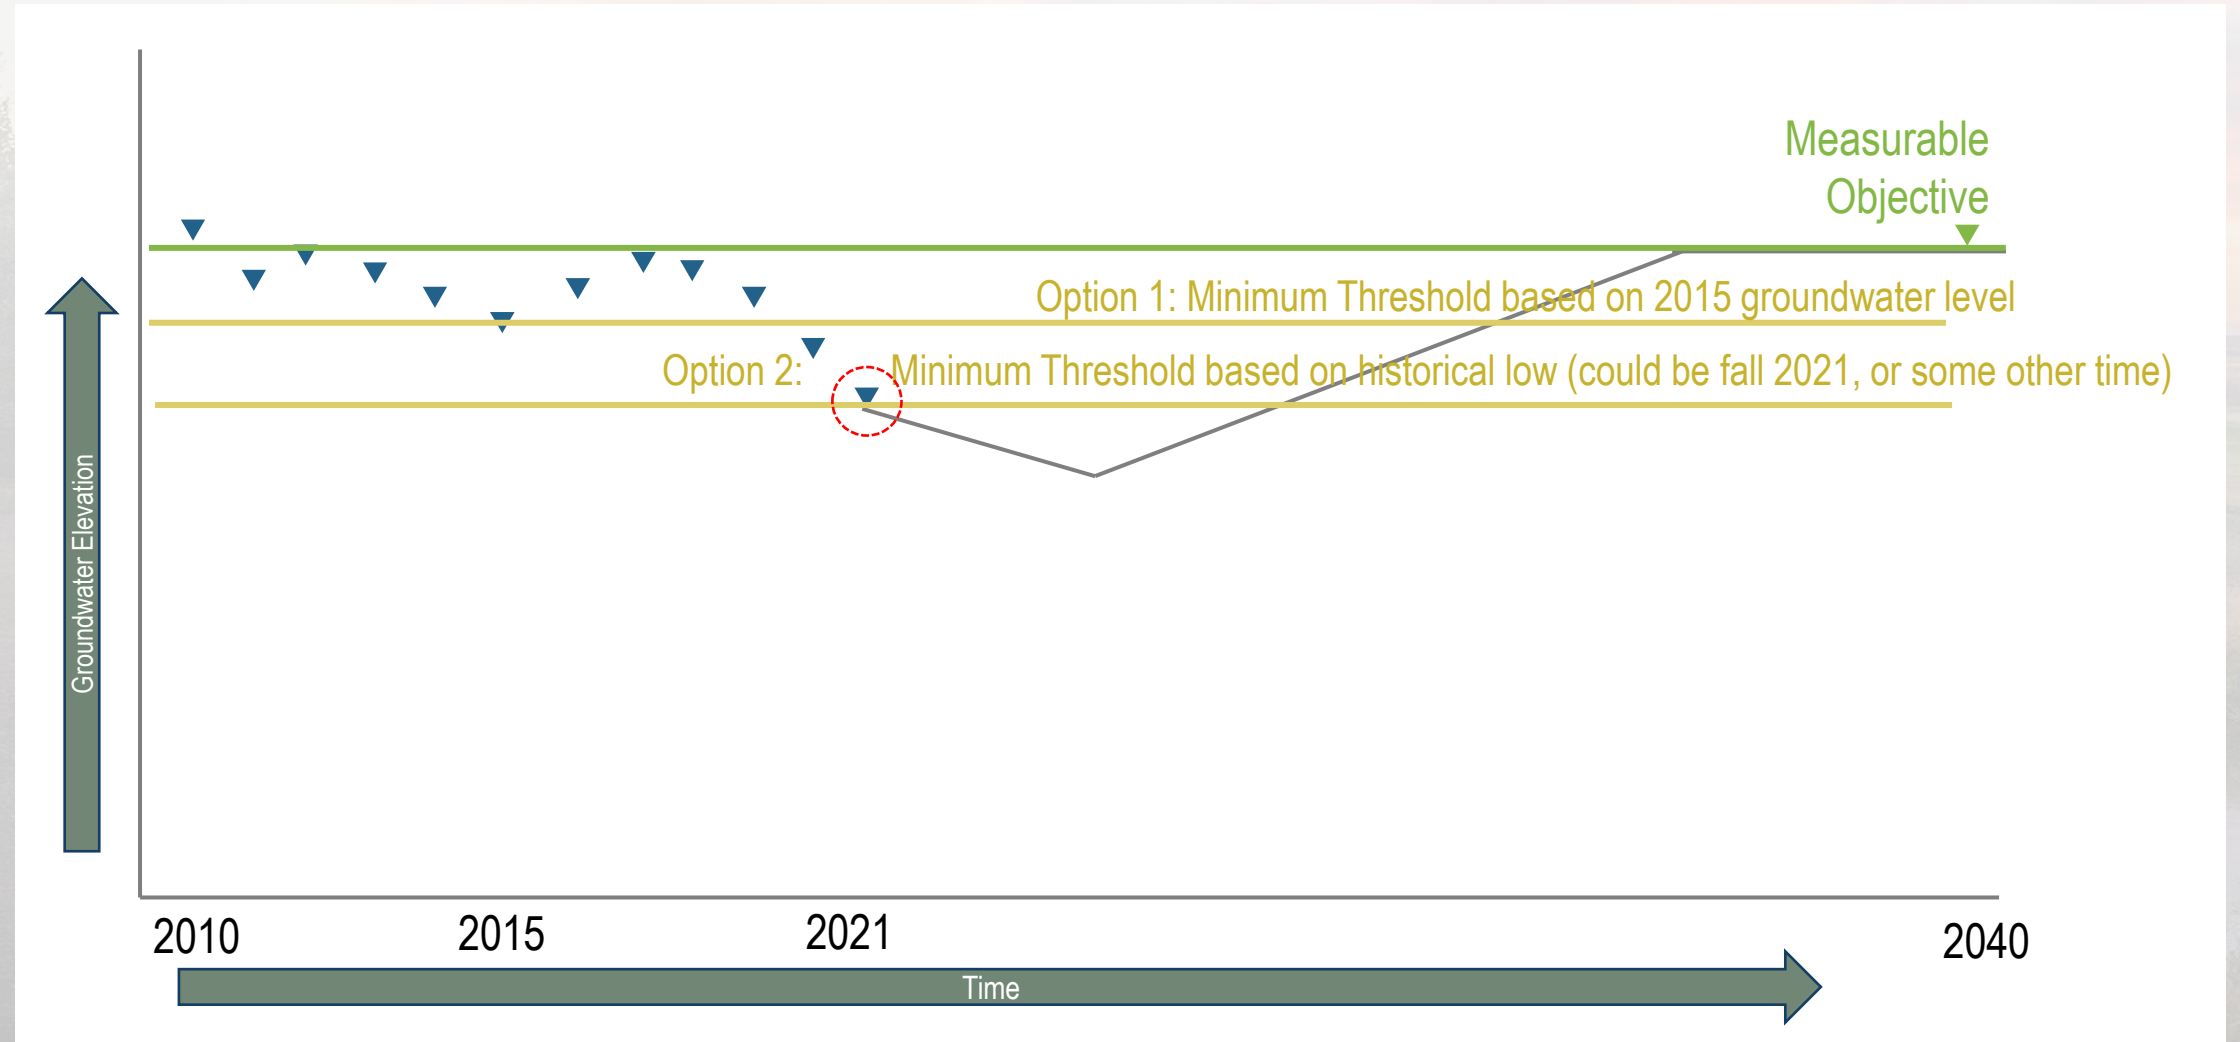 Measurable
Objective
Option 1: Minimum Threshold based on 2015 groundwater level
Option 2: Minimum Threshold based on historical low (could be fall 2021, or some other time)
Groundwater Elevation
2010 2015 2021 2040
Time